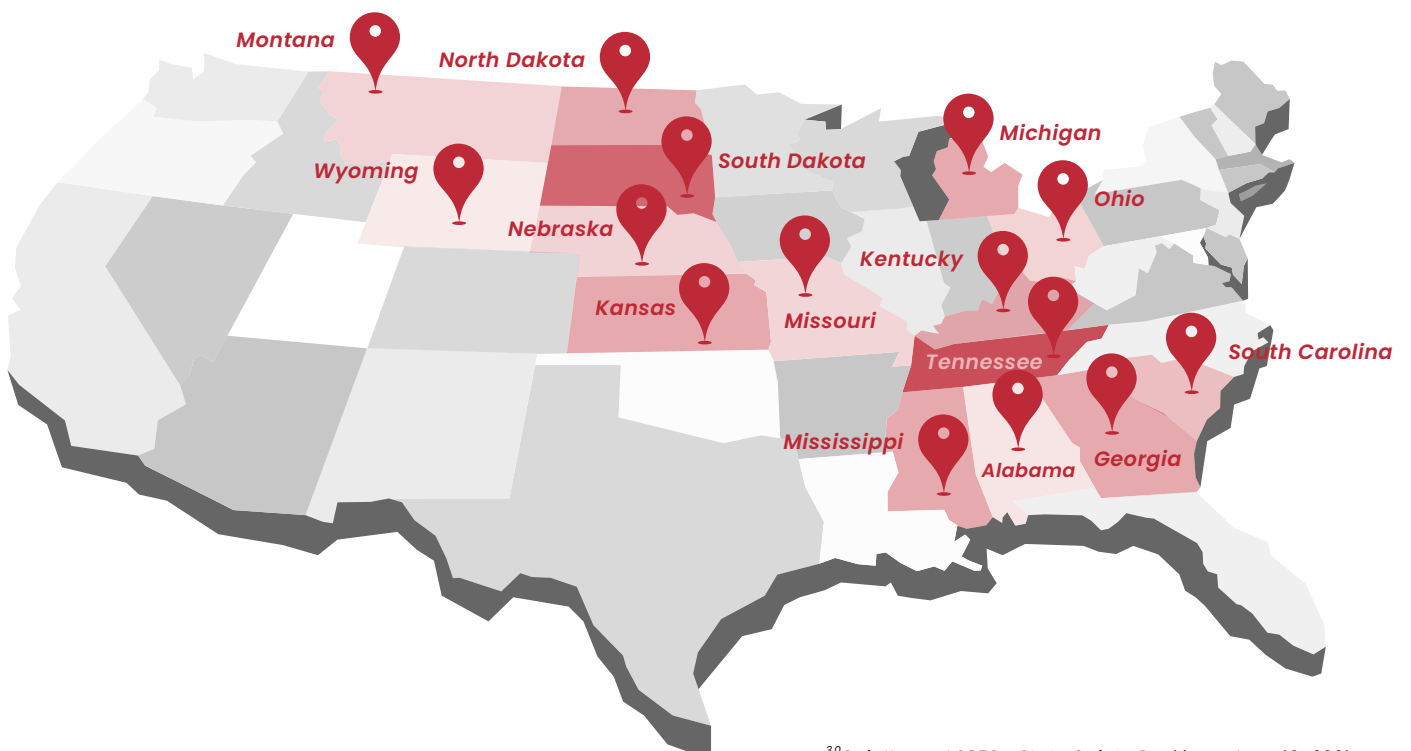 Montana
North Dakota
Michigan
South Dakota
Wyoming
Ohio
Nebraska
Kentucky
Kansas
Missouri
South Carolina
Tennessee
Mississippi
Georgia
Alabama